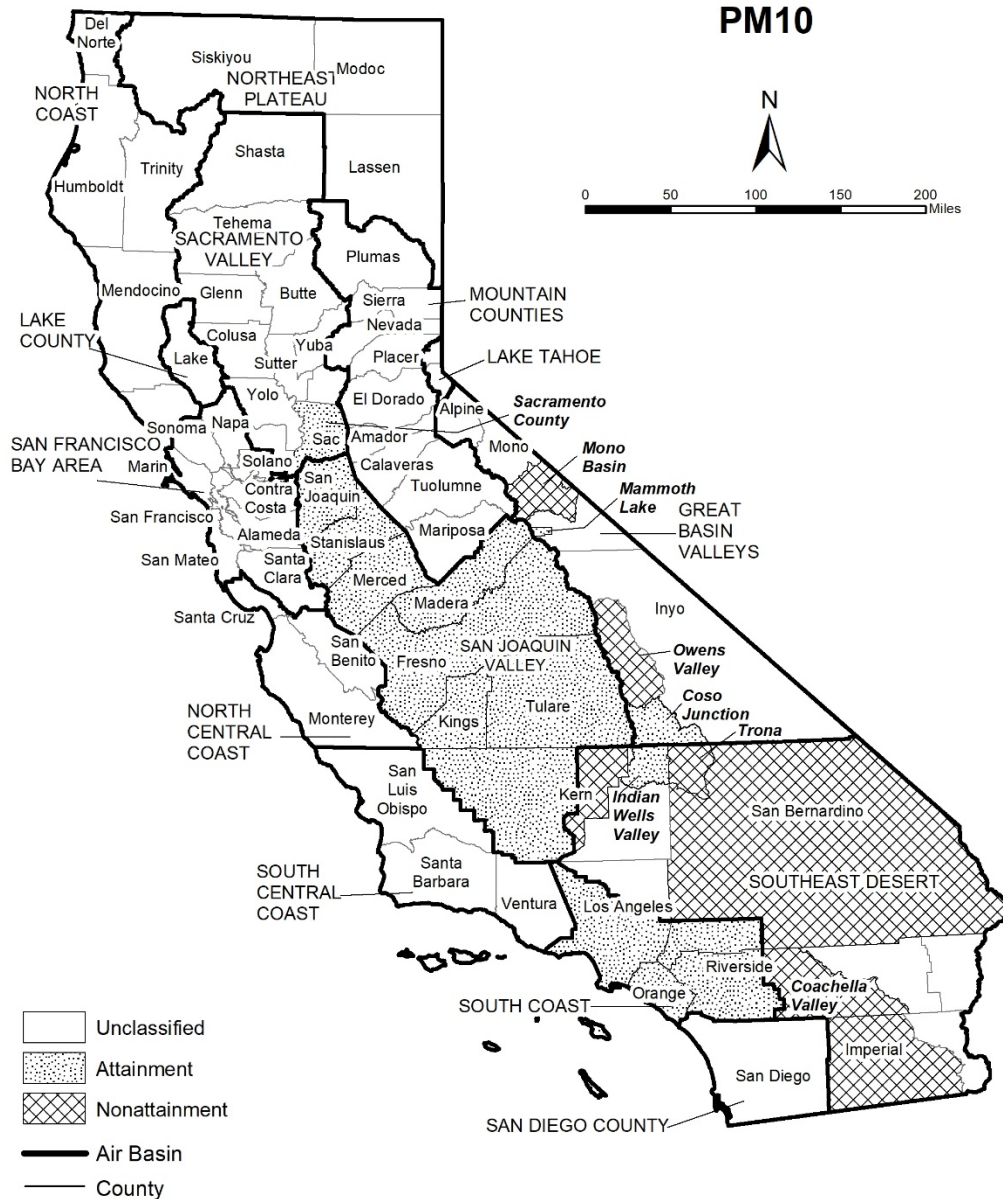 PM10
N
0 50 100 150 200
Miles
Del
Norte
Siskiyou
Modoc
NORTHEAST
PLATEAU
NORTH
COAST
Shasta
Trinity
Lassen
Humboldt
Tehema
SACRAMENTO
VALLEY
Plumas
Mendocino
Glenn
Butte
Sierra
MOUNTAIN
COUNTIES
Nevada
LAKE
COUNTY
Colusa
Yuba
Lake
Sutter
Placer
LAKE TAHOE
Yolo
El Dorado
Alpine
Sacramento
County
Sonoma
Napa
Sac
Amador
Mono
Mono
Basin
SAN FRANCISCO
BAY AREA
Marin
Solano
Calaveras
Contra
Costa
San
Joaquin
Tuolumne
Mammoth
Lake
GREAT
BASIN
VALLEYS
San Francisco
Alameda
Stanislaus
Mariposa
San Mateo
Santa
Clara
Merced
Madera
Inyo
Santa Cruz
San
Benito
Fresno
SAN JOAQUIN
VALLEY
Owens
Valley
Coso
Junction
NORTH
CENTRAL
COAST
Monterey
Kings
Tulare
Trona
San
Luis
Obispo
Kern
Indian
Wells
Valley
San Bernardino
SOUTH
CENTRAL
COAST
Santa
Barbara
Ventura
Los Angeles
SOUTHEAST DESERT
Riverside
Orange
Coachella
Valley
SOUTH COAST
Imperial
San Diego
SAN DIEGO COUNTY
Unclassified
Attainment
Nonattainment
Air Basin
County